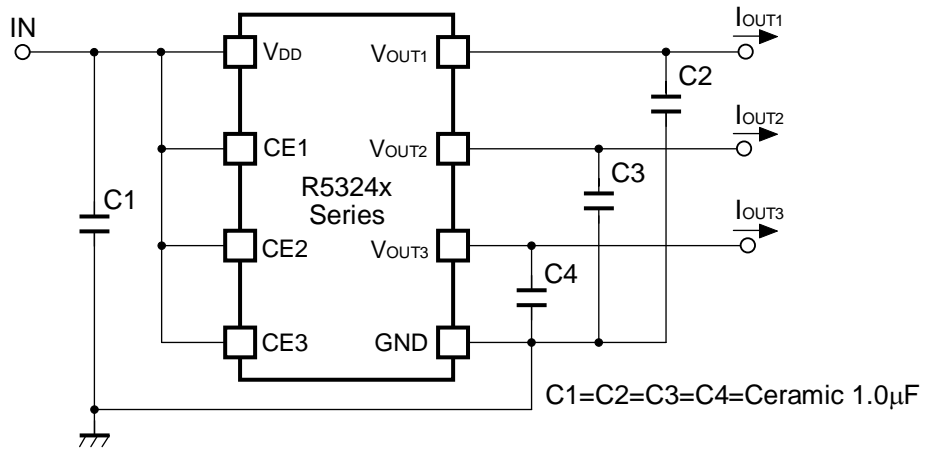 IN
VDD
CE1
CE2
CE3
C1
R5324x
Series
VOUT1
VOUT2
VOUT3
GND
C2
C3
C4
IOUT1
IOUT2
IOUT3
C1=C2=C3=C4=Ceramic 1.0μF